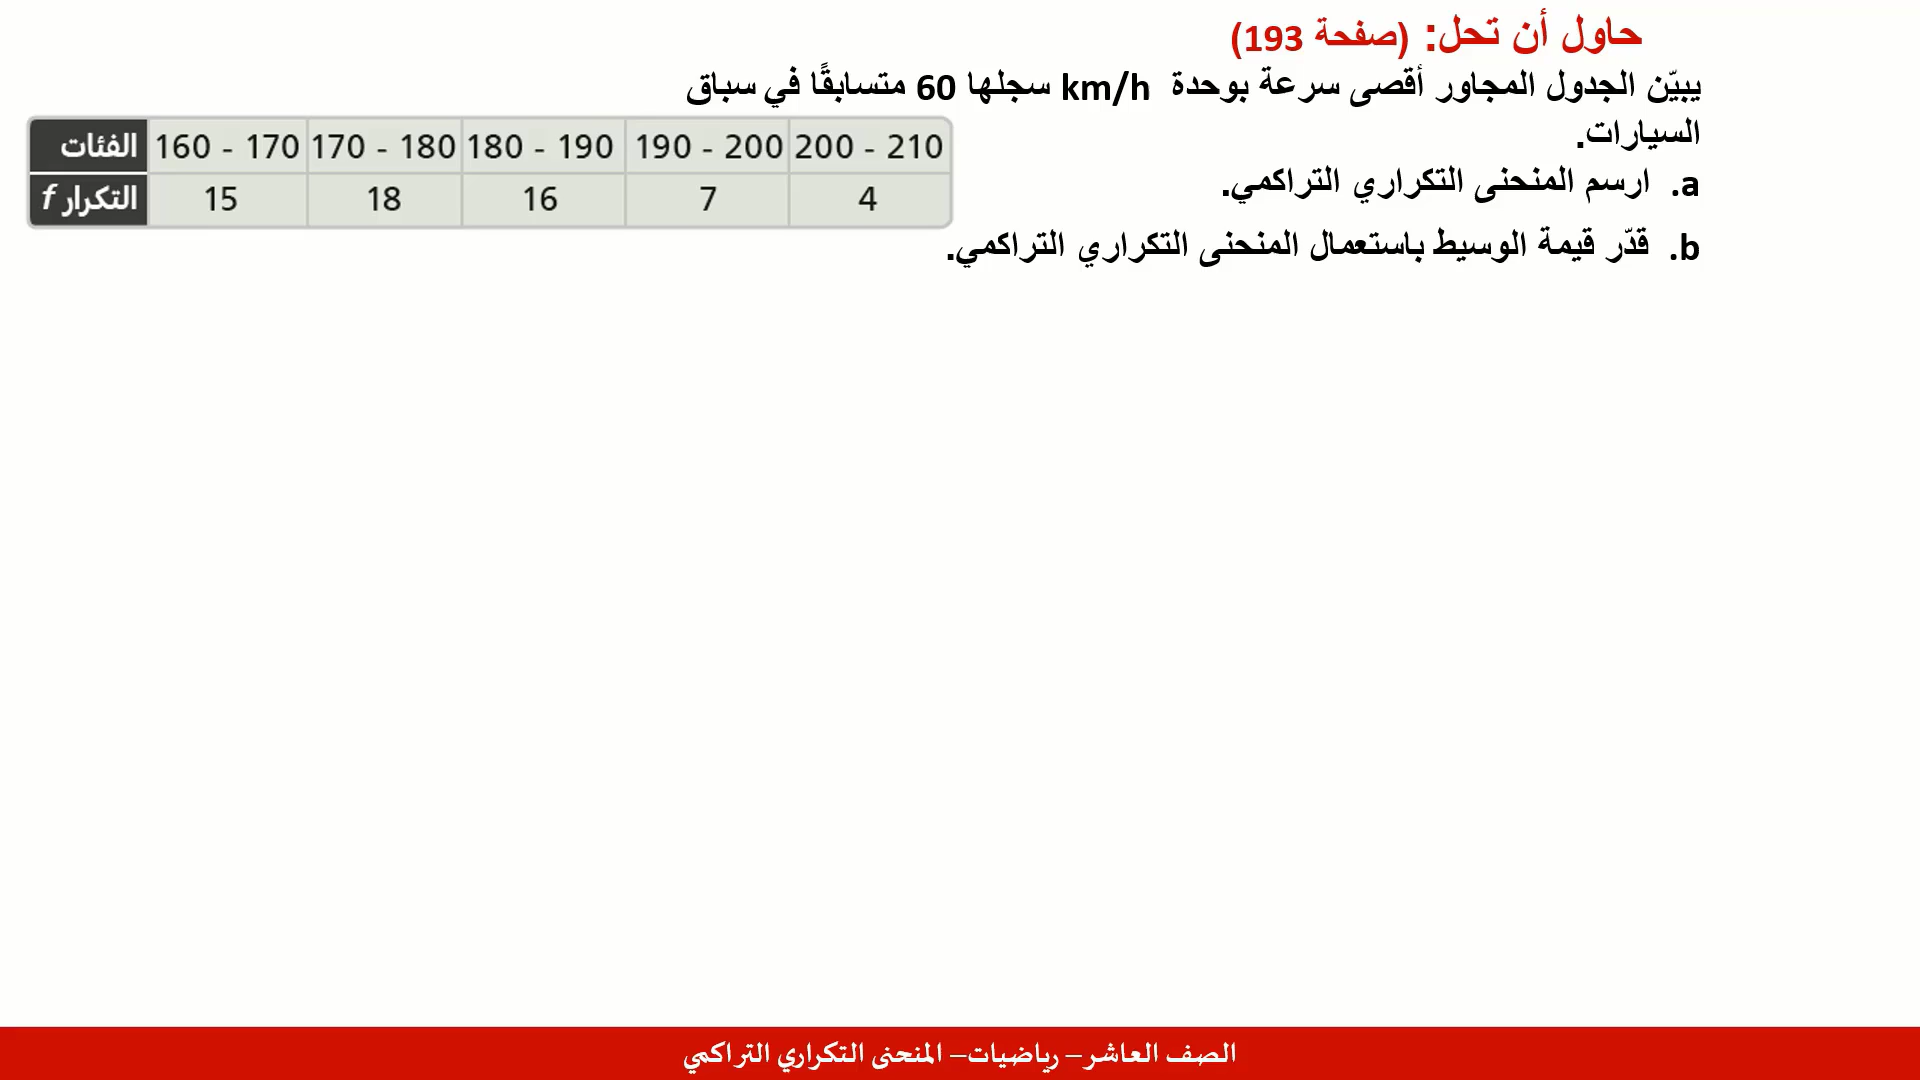 حاول أن تحل: (صفحة 193)
يبيّن الجدول المجاور أقصى سرعة بوحدة km/h سجلها 60 متسابقًا في سباق
السيارات.
الفئات 160 - 170 170 - 180 180 - 190 190 - 200 200 - 210
التكرار f 15 18 16 7 4
a. ارسم المنحنى التكراري التراكمي.
b. قدّر قيمة الوسيط باستعمال المنحنى التكراري التراكمي.
الصف العاشر – رياضيات – المنحنى التكراري التراكمي